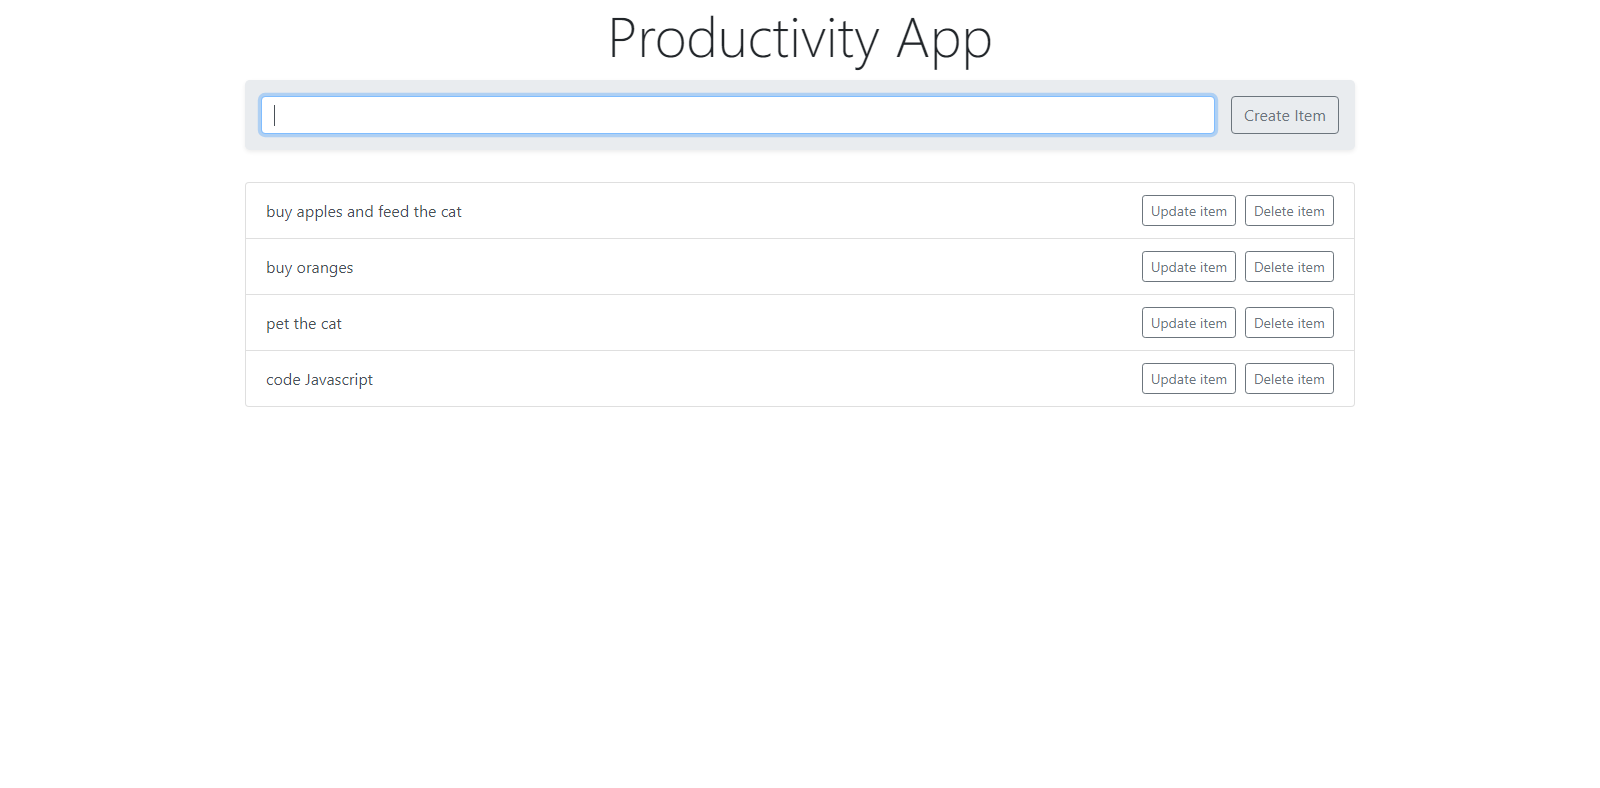 Productivity App
Create Item
buy apples and feed the cat Update item Delete item
buy oranges Update item Delete item
pet the cat Update item Delete item
code Javascript Update item Delete item